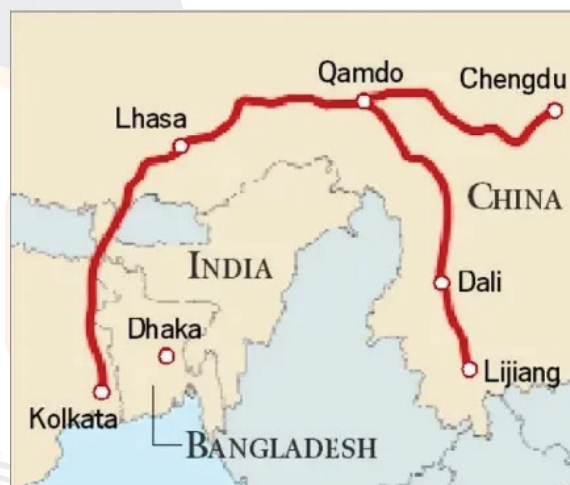 Qamdo
Chengdu
Lhasa
CHINA
INDIA
Dali
Dhaka
Lijiang
Kolkata
BANGLADESH